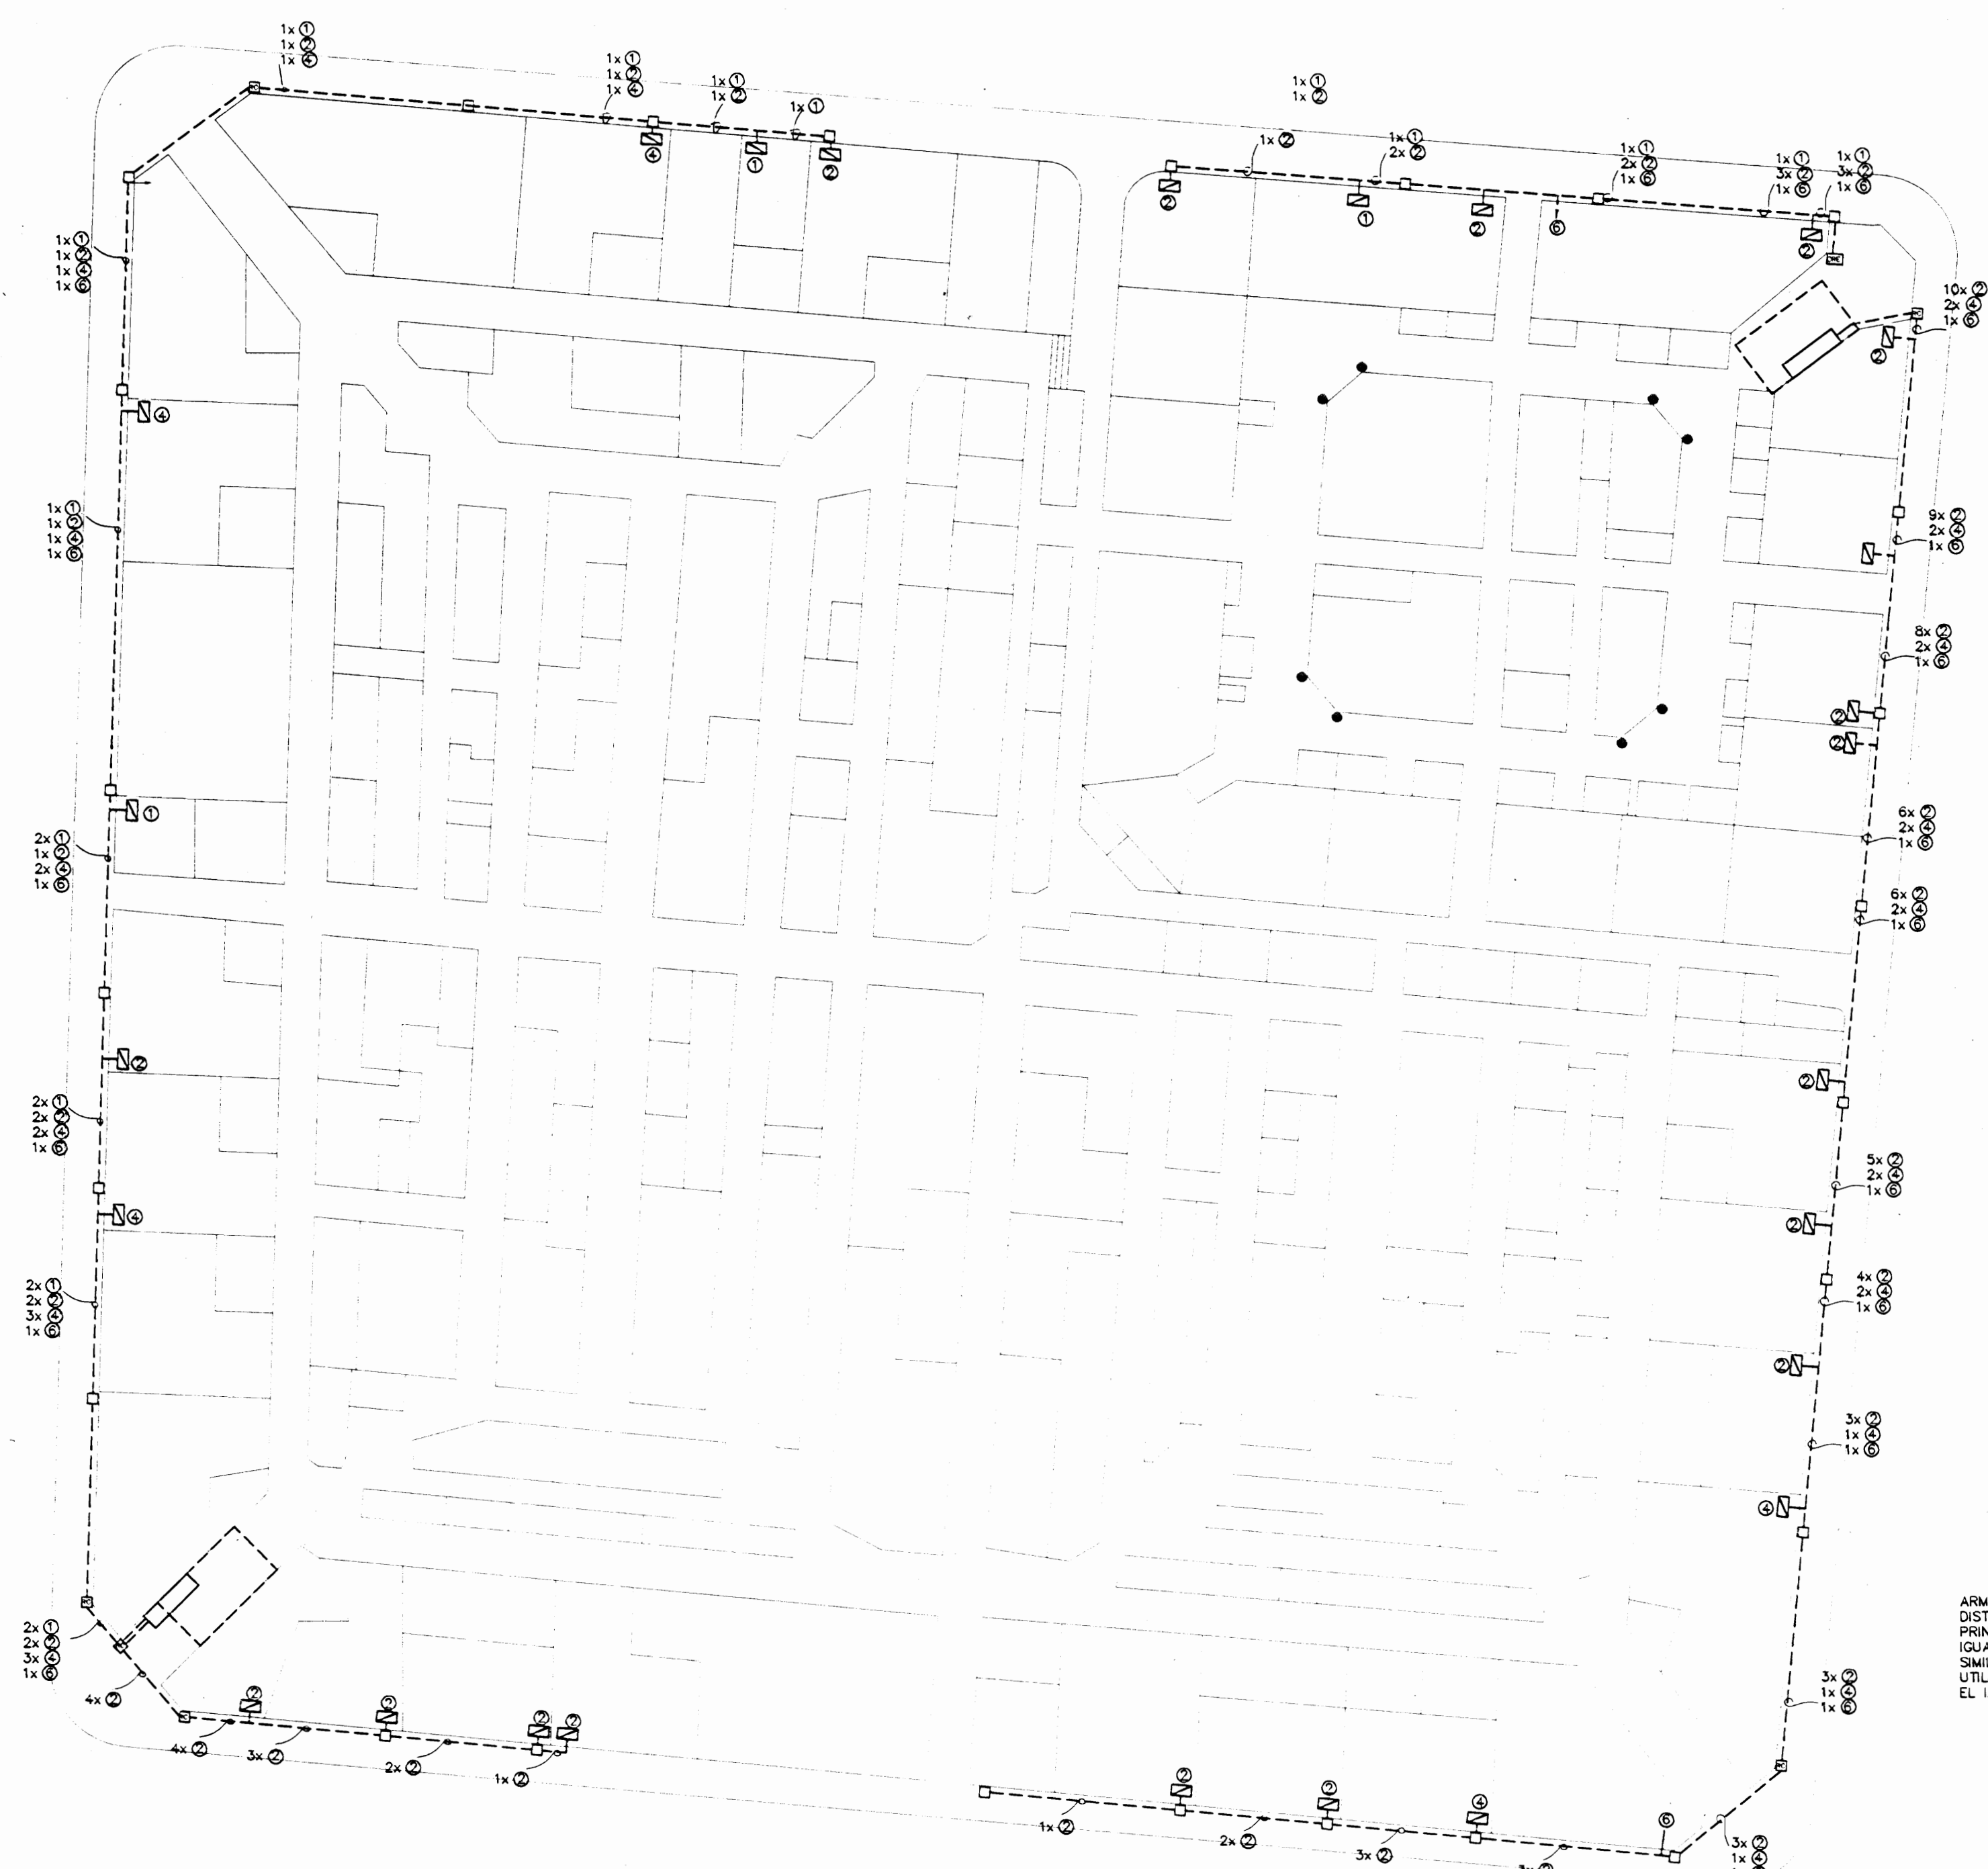 1x ①
1x ②
1x ④
1x ①
1x ②
1x ④
1x ①
1x ②
1x ①
④
①
②
1x ①
1x ②
1x ②
1x ①
2x ②
1x ①
2x ②
1x ⑥
1x ①
3x ②
1x ⑥
1x ①
3x ②
1x ⑥
②
①
②
⑥
②
10x ②
2x ④
1x ⑥
②
9x ②
2x ④
1x ⑥
8x ②
2x ④
1x ⑥
②
②
6x ②
2x ④
1x ⑥
6x ②
2x ④
1x ⑥
②
5x ②
2x ④
1x ⑥
②
4x ②
2x ④
1x ⑥
②
3x ②
1x ④
1x ⑥
④
3x ②
1x ④
1x ⑥
1x ①
1x ②
1x ④
1x ⑥
④
1x ①
1x ②
1x ④
1x ⑥
①
2x ①
1x ②
2x ④
1x ⑥
②
2x ①
2x ②
2x ④
1x ⑥
④
2x ①
2x ②
3x ④
1x ⑥
2x ①
2x ②
3x ④
1x ⑥
4x ②
②
②
②
②
4x ②
3x ②
2x ②
1x ②
②
②
④
⑥
1x ②
2x ②
3x ②
3x ②
1x ④
ARM
DIST
PRIN
IGUA
SIMI
UTIL
EL